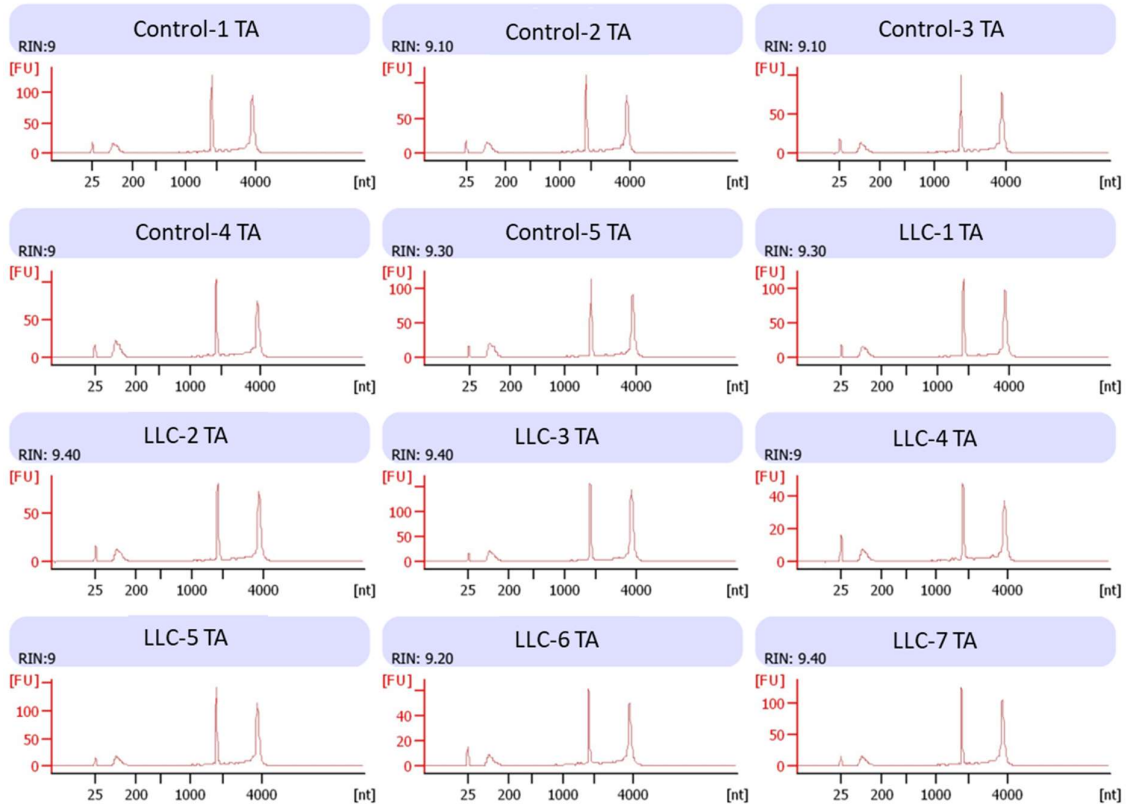 Control-1 TA
RIN:9
[FU]
100
50
0
25 200 1000 4000 [nt]
Control-2 TA
RIN: 9.10
[FU]
50
0
25 200 1000 4000 [nt]
Control-3 TA
RIN: 9.10
[FU]
50
0
25 200 1000 4000 [nt]
Control-4 TA
RIN:9
[FU]
50
0
25 200 1000 4000 [nt]
Control-5 TA
RIN: 9.30
[FU]
100
50
0
25 200 1000 4000 [nt]
LLC-1 TA
RIN: 9.30
[FU]
100
50
0
25 200 1000 4000 [nt]
LLC-2 TA
RIN: 9.40
[FU]
50
0
25 200 1000 4000 [nt]
LLC-3 TA
RIN: 9.40
[FU]
100
50
0
25 200 1000 4000 [nt]
LLC-4 TA
RIN:9
[FU]
40
20
0
25 200 1000 4000 [nt]
LLC-5 TA
RIN:9
[FU]
100
50
0
25 200 1000 4000 [nt]
LLC-6 TA
RIN: 9.20
[FU]
40
20
0
25 200 1000 4000 [nt]
LLC-7 TA
RIN: 9.40
[FU]
100
50
0
25 200 1000 4000 [nt]